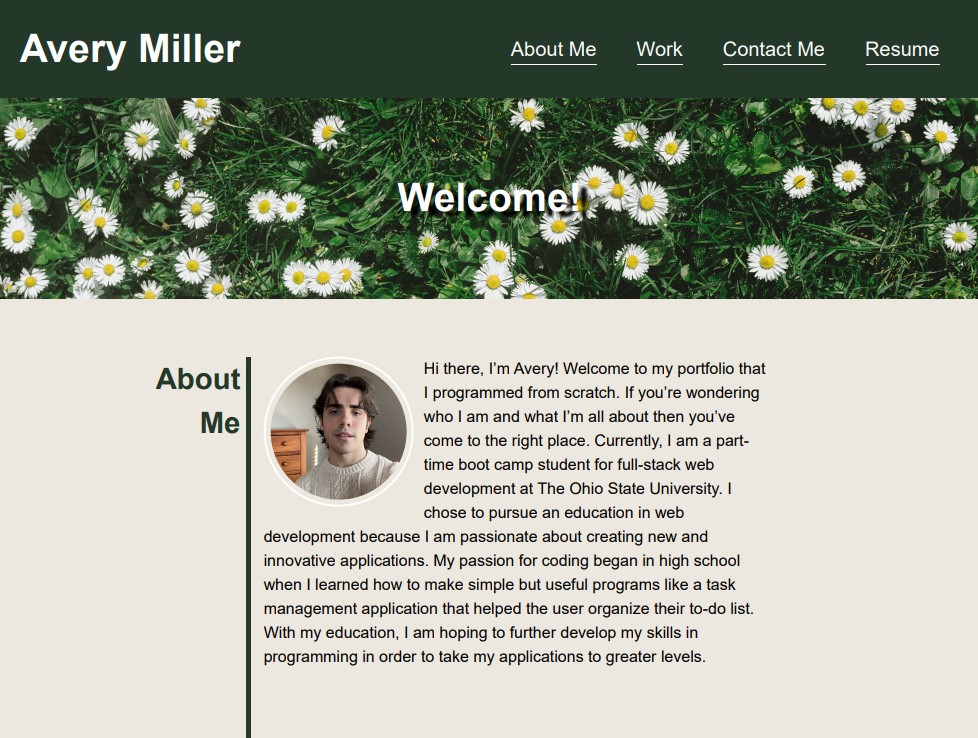 Avery Miller
About Me Work Contact Me Resume
Welcome!
About
Me
Hi there, I’m Avery! Welcome to my portfolio that
I programmed from scratch. If you’re wondering
who I am and what I’m all about then you’ve
come to the right place. Currently, I am a part-
time boot camp student for full-stack web
development at The Ohio State University. I
chose to pursue an education in web
development because I am passionate about creating new and
innovative applications. My passion for coding began in high school
when I learned how to make simple but useful programs like a task
management application that helped the user organize their to-do list.
With my education, I am hoping to further develop my skills in
programming in order to take my applications to greater levels.